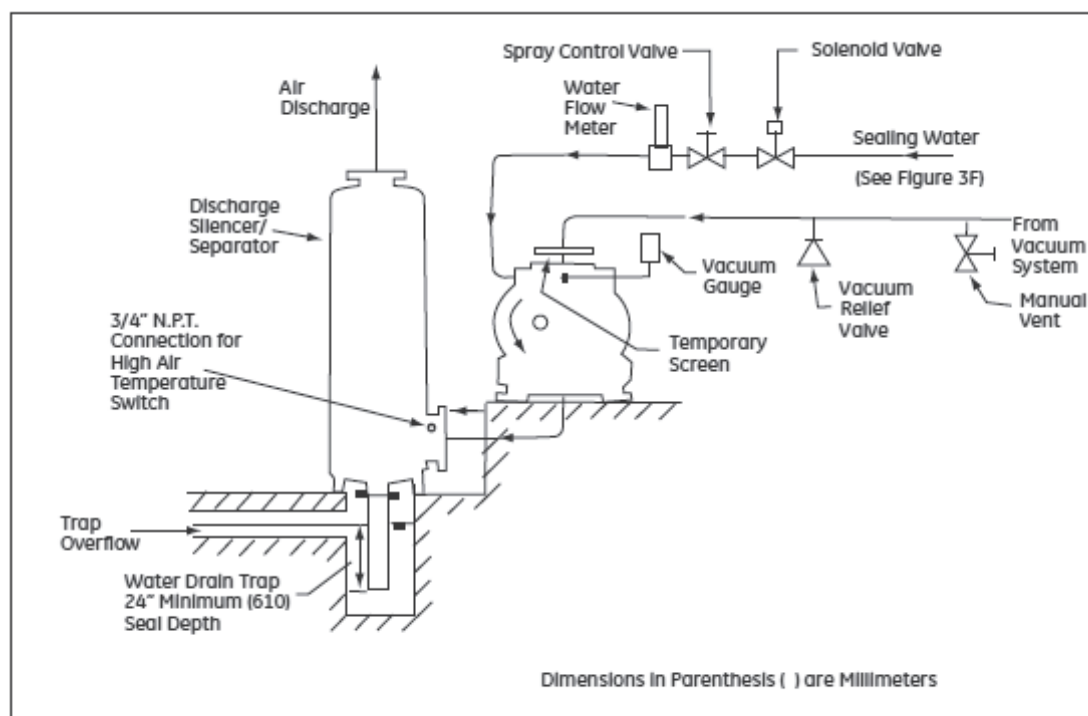 Spray Control Valve
Solenoid Valve
Air
Discharge
Water
Flow
Meter
Sealing Water
(See Figure 3F)
Discharge
Silencer/
Separator
From
Vacuum
System
Vacuum
Gauge
Vacuum
Relief
Valve
Manual
Vent
3/4" N.P.T.
Connection for
High Air
Temperature
Switch
Temporary
Screen
Trap
Overflow
Water Drain Trap
24" Minimum (610)
Seal Depth
Dimensions in Parenthesis ( ) are Millimeters